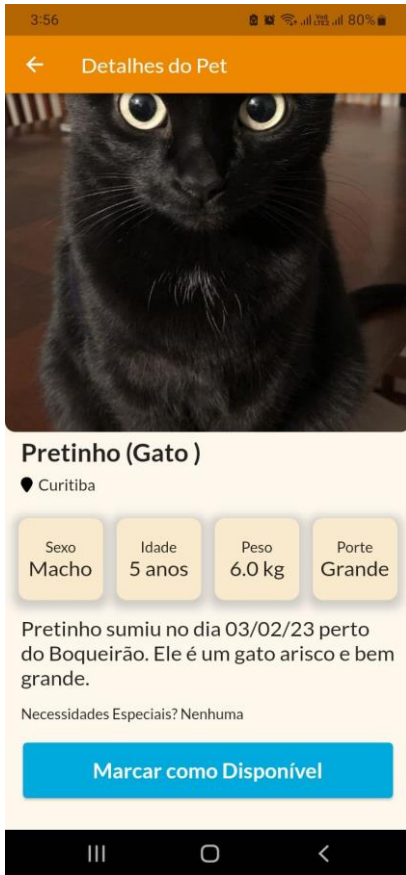 3:56
80%
Detalhes do Pet
Pretinho (Gato )
Curitiba
Sexo Idade Peso Porte
Macho 5 anos 6.0 kg Grande
Pretinho sumiu no dia 03/02/23 perto
do Boqueirão. Ele é um gato arisco e bem
grande.
Necessidades Especiais? Nenhuma
Marcar como Disponível